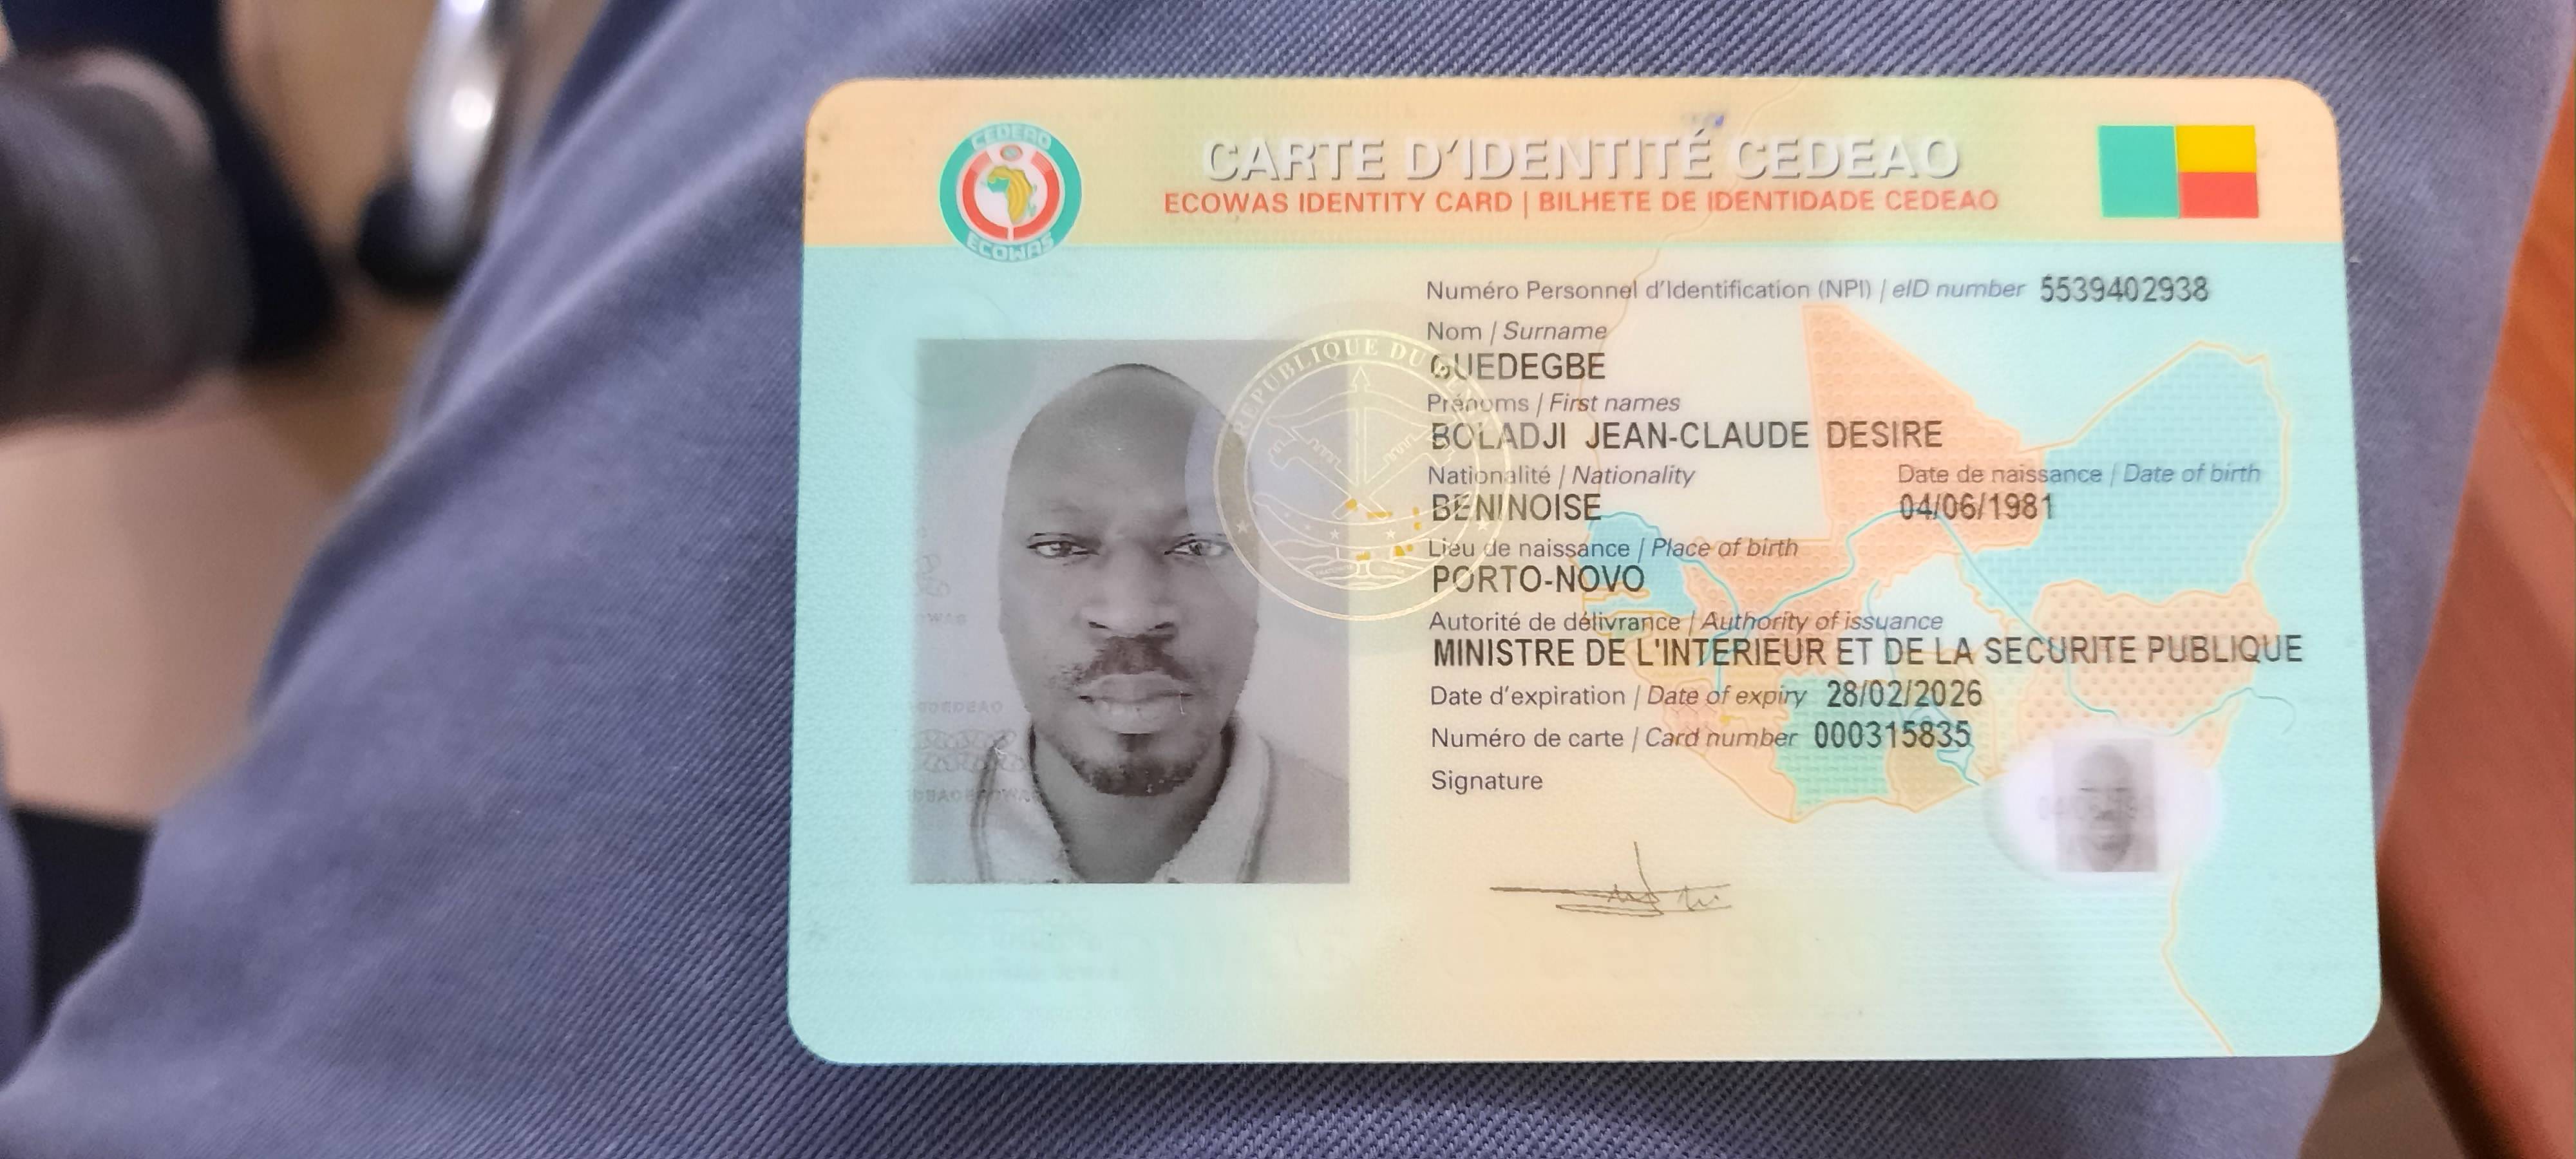 CEDEAO
ECOWAS
CARTE D'IDENTITÉ CEDEAO
ECOWAS IDENTITY CARD | BILHETE DE IDENTIDADE CEDEAO
Numéro Personnel d'Identification (NPI) | eID number 5539402938
Nom | Surname
GUEDEGBE
Prénoms | First names
BOLADJI JEAN-CLAUDE DESIRE
Nationalité | Nationality Date de naissance | Date of birth
BENINOISE 04/06/1981
Lieu de naissance | Place of birth
PORTO-NOVO
Autorité de délivrance | Authority of issuance
MINISTRE DE L'INTERIEUR ET DE LA SECURITE PUBLIQUE
Date d'expiration | Date of expiry 28/02/2026
Numéro de carte | Card number 000315835
Signature
REPUBLIQUE DU